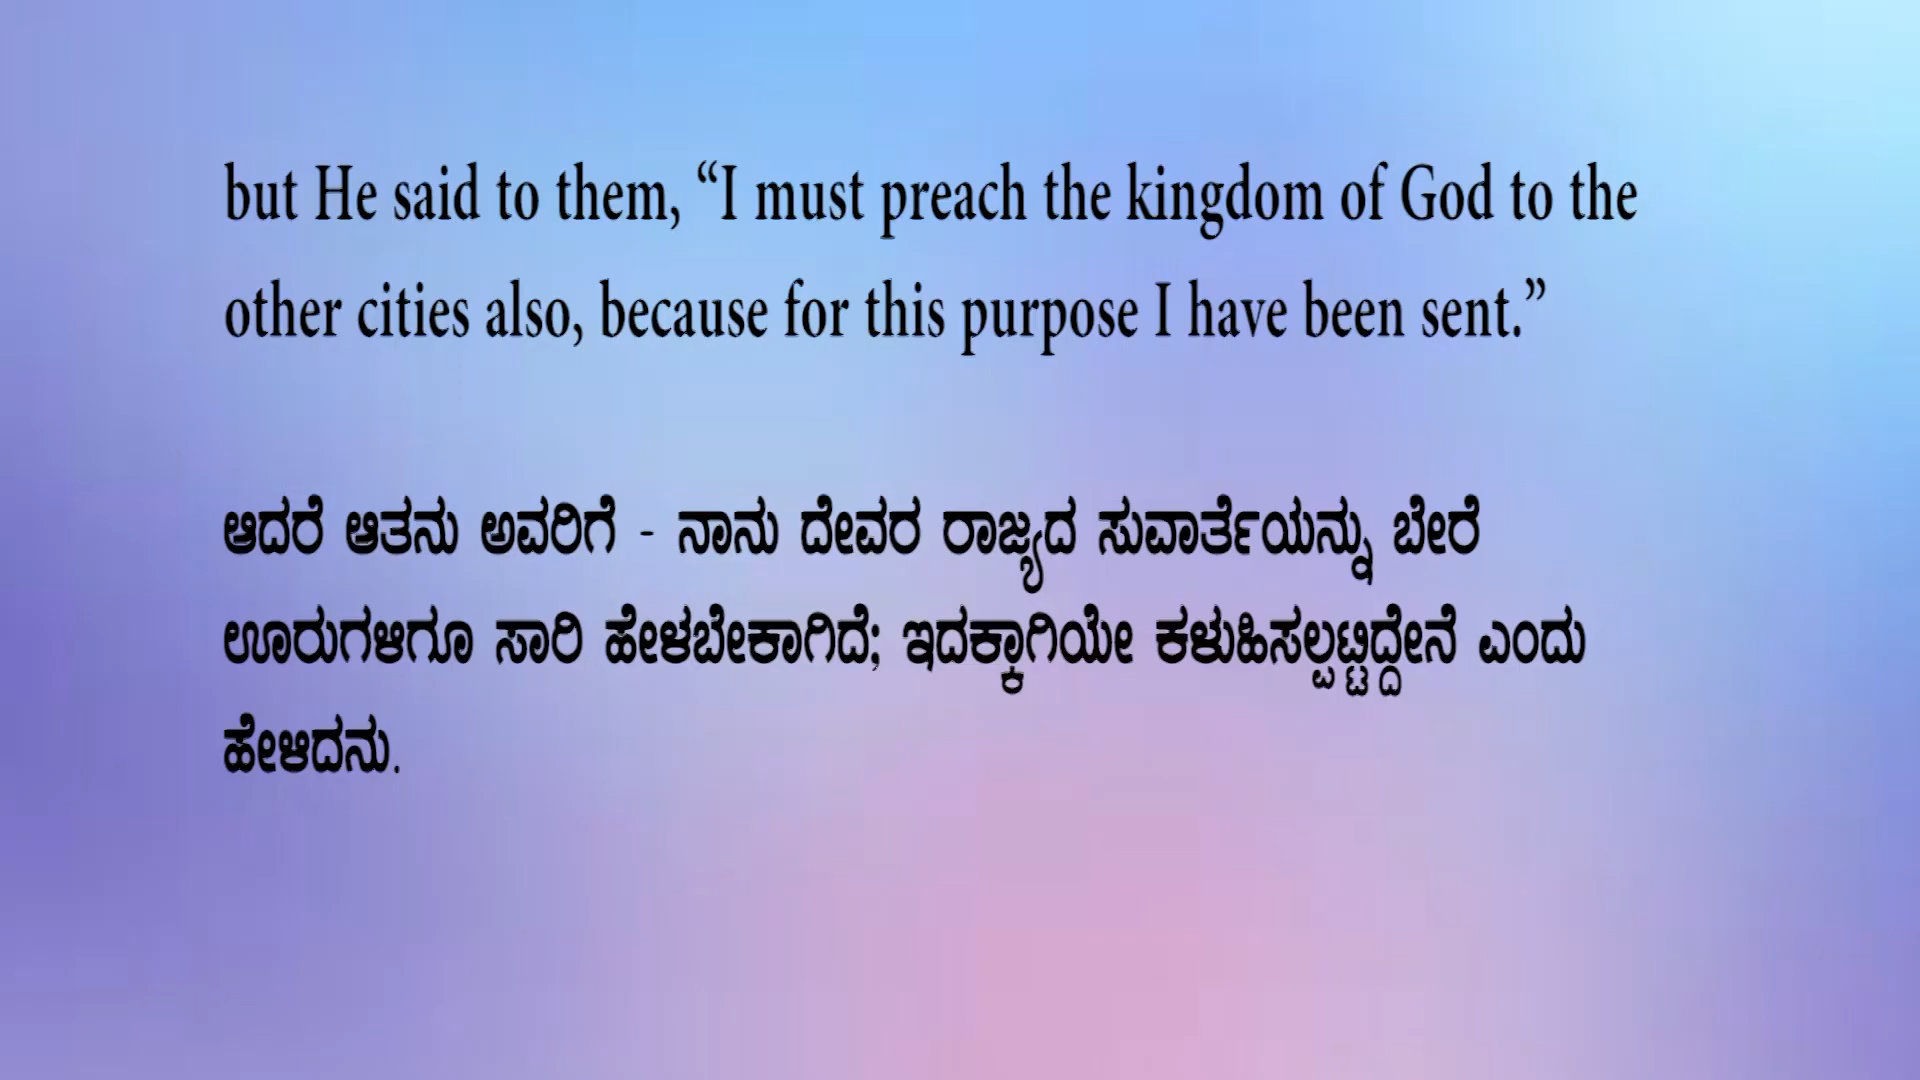 but He said to them, “I must preach the kingdom of God to the
other cities also, because for this purpose I have been sent.”
ಆದರೆ ಆತನು ಅವರಿಗೆ - ನಾನು ದೇವರ ರಾಜ್ಯದ ಸುವಾರ್ತೆಯನ್ನು ಬೇರೆ
ಊರುಗಳಿಗೂ ಸಾರಿ ಹೇಳಬೇಕಾಗಿದೆ; ಇದಕ್ಕಾಗಿಯೇ ಕಳುಹಿಸಲ್ಪಟ್ಟಿದ್ದೇನೆ ಎಂದು
ಹೇಳಿದನು.